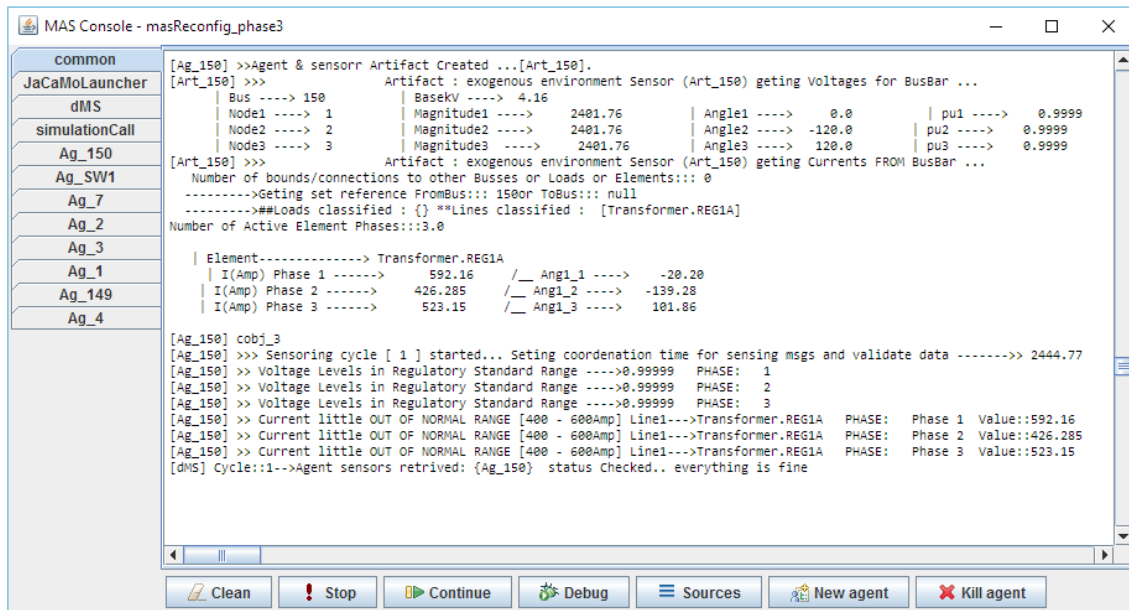 MAS Console - masReconfig_phase3
common
JaCaMoLauncher
dMS
simulationCall
Ag_150
Ag_SW1
Ag_7
Ag_2
Ag_3
Ag_1
Ag_149
Ag_4
[Ag_150] >>Agent & sensorr Artifact Created ...[Art_150].
[Art_150] >>> Artifact : exogenous environment Sensor (Art_150) geting Voltages for BusBar ...
| Bus ----> 150 | BasekV ----> 4.16
| Node1 ----> 1 | Magnitude1 ----> 2401.76 | Angle1 ----> 0.0 | pu1 ----> 0.9999
| Node2 ----> 2 | Magnitude2 ----> 2401.76 | Angle2 ----> -120.0 | pu2 ----> 0.9999
| Node3 ----> 3 | Magnitude3 ----> 2401.76 | Angle3 ----> 120.0 | pu3 ----> 0.9999
[Art_150] >>> Artifact : exogenous environment Sensor (Art_150) geting Currents FROM BusBar ...
Number of bounds/connections to other Busses or Loads or Elements::: 0
--------->Geting set reference FromBus::: 150or ToBus::: null
--------->##Loads classified : {} **Lines classified : [Transformer.REG1A]
Number of Active Element Phases:::3.0
| Element--------------> Transformer.REG1A
| I(Amp) Phase 1 ------> 592.16 /__ Ang1_1 ----> -20.20
| I(Amp) Phase 2 ------> 426.285 /__ Ang1_2 ----> -139.28
| I(Amp) Phase 3 ------> 523.15 /__ Ang1_3 ----> 101.86
[Ag_150] cobj_3
[Ag_150] >>> Sensoring cycle [ 1 ] started... Seting coordenation time for sensing msgs and validate data ------->> 2444.77
[Ag_150] >> Voltage Levels in Regulatory Standard Range ---->0.99999 PHASE: 1
[Ag_150] >> Voltage Levels in Regulatory Standard Range ---->0.99999 PHASE: 2
[Ag_150] >> Voltage Levels in Regulatory Standard Range ---->0.99999 PHASE: 3
[Ag_150] >> Current little OUT OF NORMAL RANGE [400 - 600Amp] Line1--->Transformer.REG1A PHASE: Phase 1 Value::592.16
[Ag_150] >> Current little OUT OF NORMAL RANGE [400 - 600Amp] Line1--->Transformer.REG1A PHASE: Phase 2 Value::426.285
[Ag_150] >> Current little OUT OF NORMAL RANGE [400 - 600Amp] Line1--->Transformer.REG1A PHASE: Phase 3 Value::523.15
[dMS] Cycle::1-->Agent sensors retrived: {Ag_150} status Checked.. everything is fine
Clean Stop Continue Debug Sources New agent Kill agent